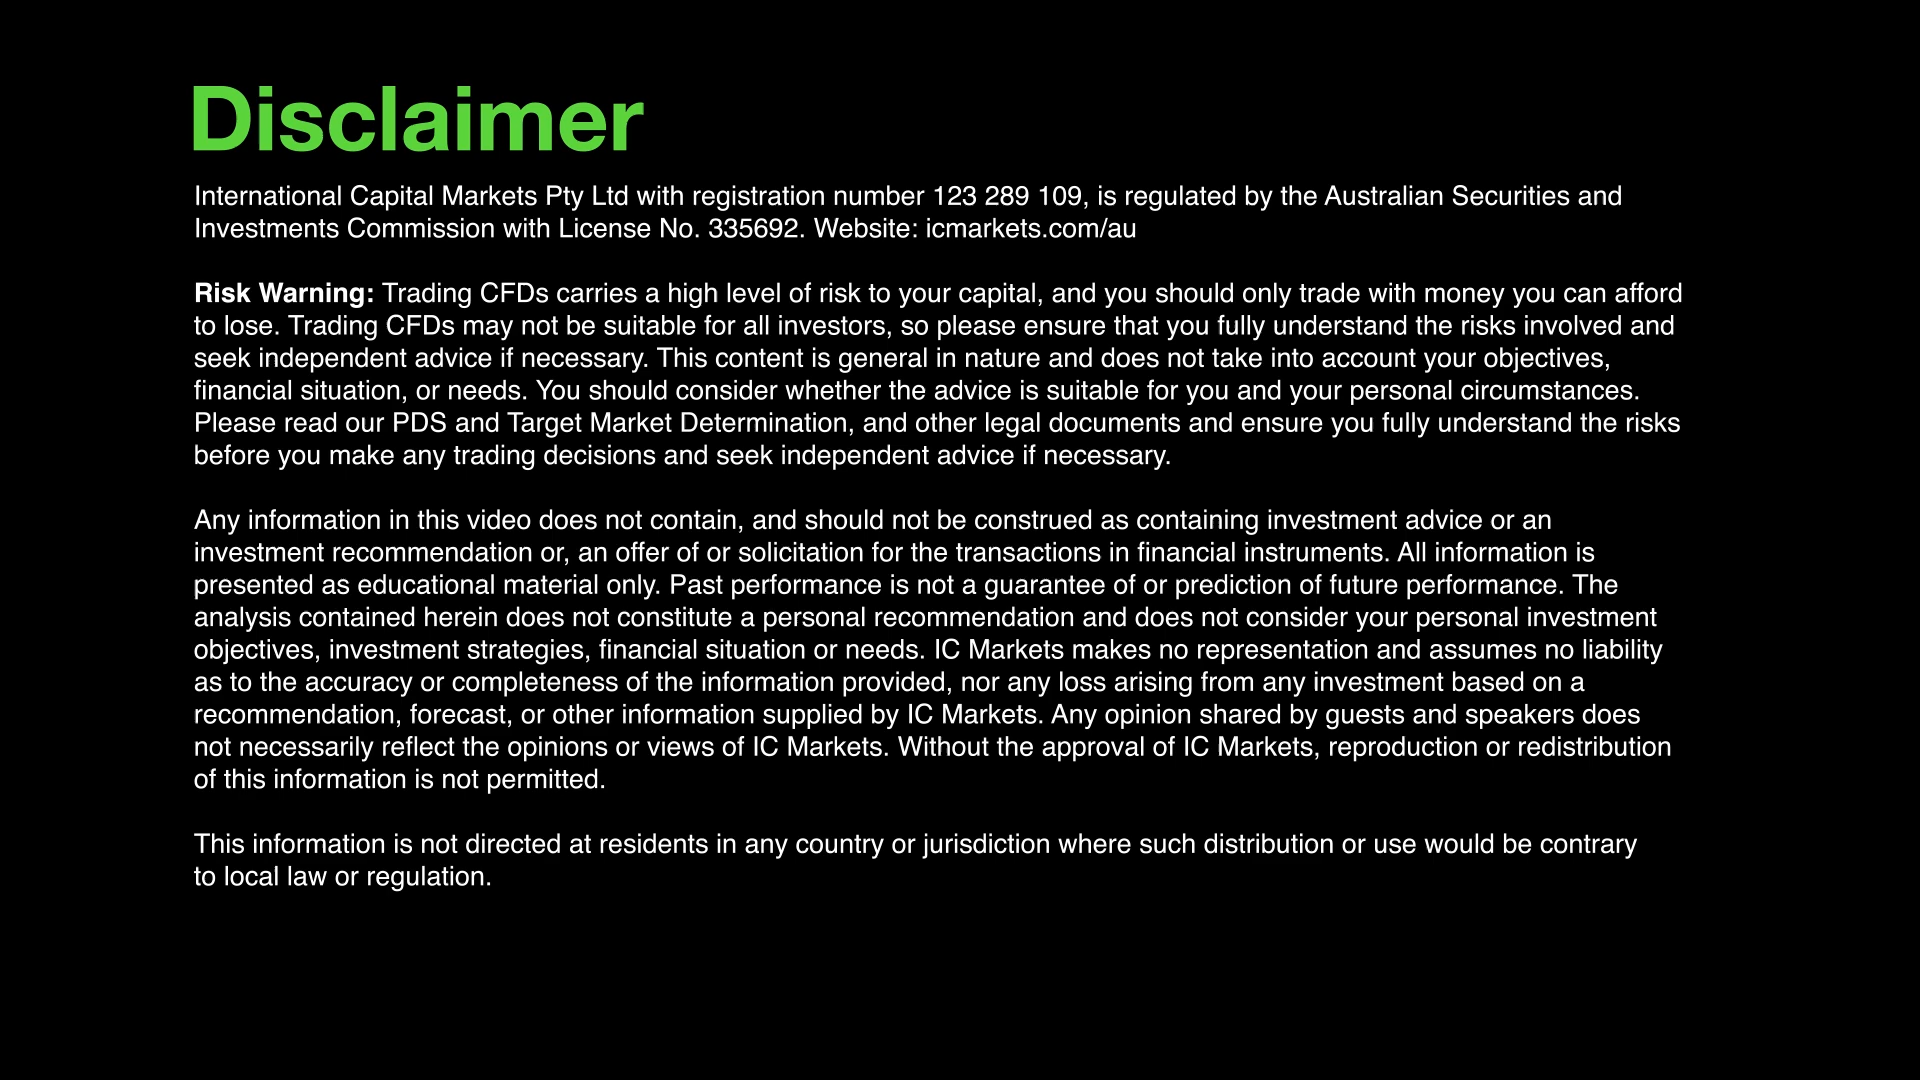 Disclaimer
International Capital Markets Pty Ltd with registration number 123 289 109, is regulated by the Australian Securities and
Investments Commission with License No. 335692. Website: icmarkets.com/au
Risk Warning: Trading CFDs carries a high level of risk to your capital, and you should only trade with money you can afford
to lose. Trading CFDs may not be suitable for all investors, so please ensure that you fully understand the risks involved and
seek independent advice if necessary. This content is general in nature and does not take into account your objectives,
financial situation, or needs. You should consider whether the advice is suitable for you and your personal circumstances.
Please read our PDS and Target Market Determination, and other legal documents and ensure you fully understand the risks
before you make any trading decisions and seek independent advice if necessary.
Any information in this video does not contain, and should not be construed as containing investment advice or an
investment recommendation or, an offer of or solicitation for the transactions in financial instruments. All information is
presented as educational material only. Past performance is not a guarantee of or prediction of future performance. The
analysis contained herein does not constitute a personal recommendation and does not consider your personal investment
objectives, investment strategies, financial situation or needs. IC Markets makes no representation and assumes no liability
as to the accuracy or completeness of the information provided, nor any loss arising from any investment based on a
recommendation, forecast, or other information supplied by IC Markets. Any opinion shared by guests and speakers does
not necessarily reflect the opinions or views of IC Markets. Without the approval of IC Markets, reproduction or redistribution
of this information is not permitted.
This information is not directed at residents in any country or jurisdiction where such distribution or use would be contrary
to local law or regulation.